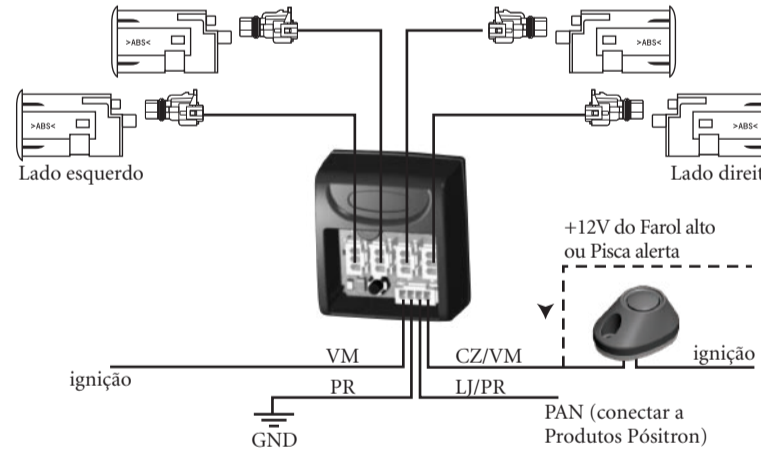 >ABS<
>ABS<
>ABS<
>ABS<
Lado esquerdo
Lado direit
+12V do Farol alto
ou Pisca alerta
VM
CZ/VM
ignição
ignição
PR
LJ/PR
GND
PAN (conectar a
Produtos Pósitron)